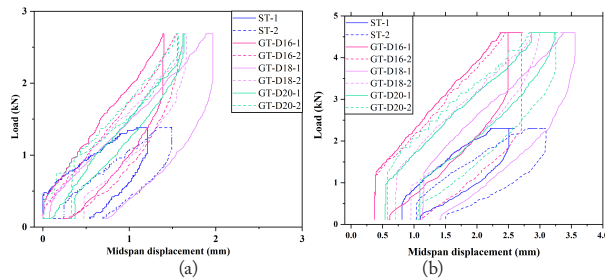 3
2
1
0
0
1
2
3
Load (kN)
Midspan displacement (mm)
ST-1
ST-2
GT-D16-1
GT-D16-2
GT-D18-1
GT-D18-2
GT-D20-1
GT-D20-2
(a)
5
4
3
2
1
0
0.0
0.5
1.0
1.5
2.0
2.5
3.0
3.5
4.0
Load (kN)
Midspan displacement (mm)
ST-1
ST-2
GT-D16-1
GT-D16-2
GT-D18-1
GT-D18-2
GT-D20-1
GT-D20-2
(b)